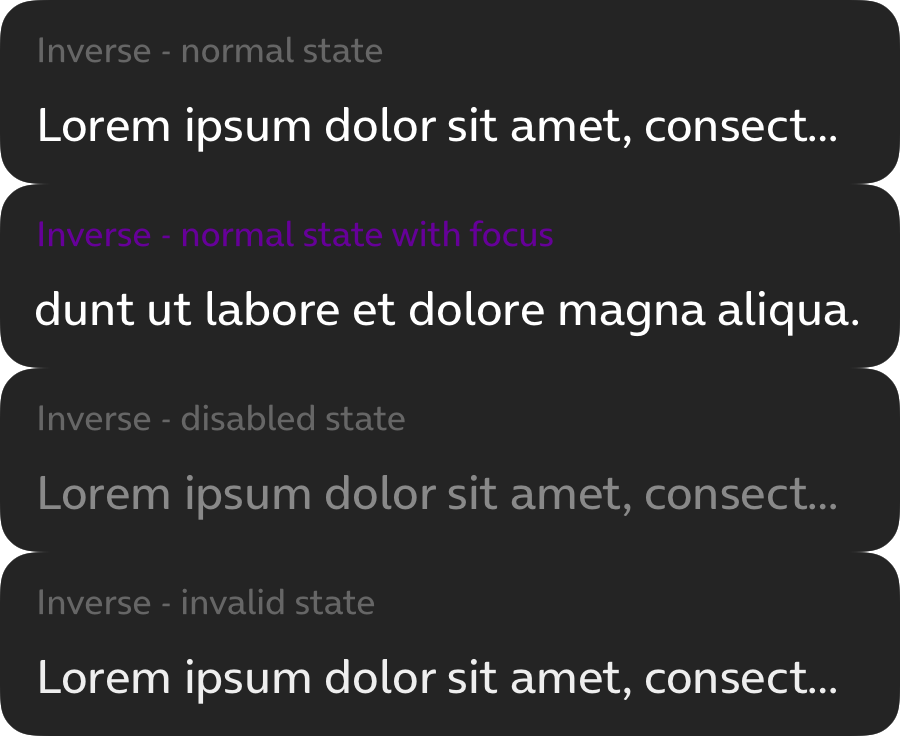 Inverse - normal state
Lorem ipsum dolor sit amet, consect...
Inverse - normal state with focus
dunt ut labore et dolore magna aliqua.
Inverse - disabled state
Lorem ipsum dolor sit amet, consect...
Inverse - invalid state
Lorem ipsum dolor sit amet, consect...